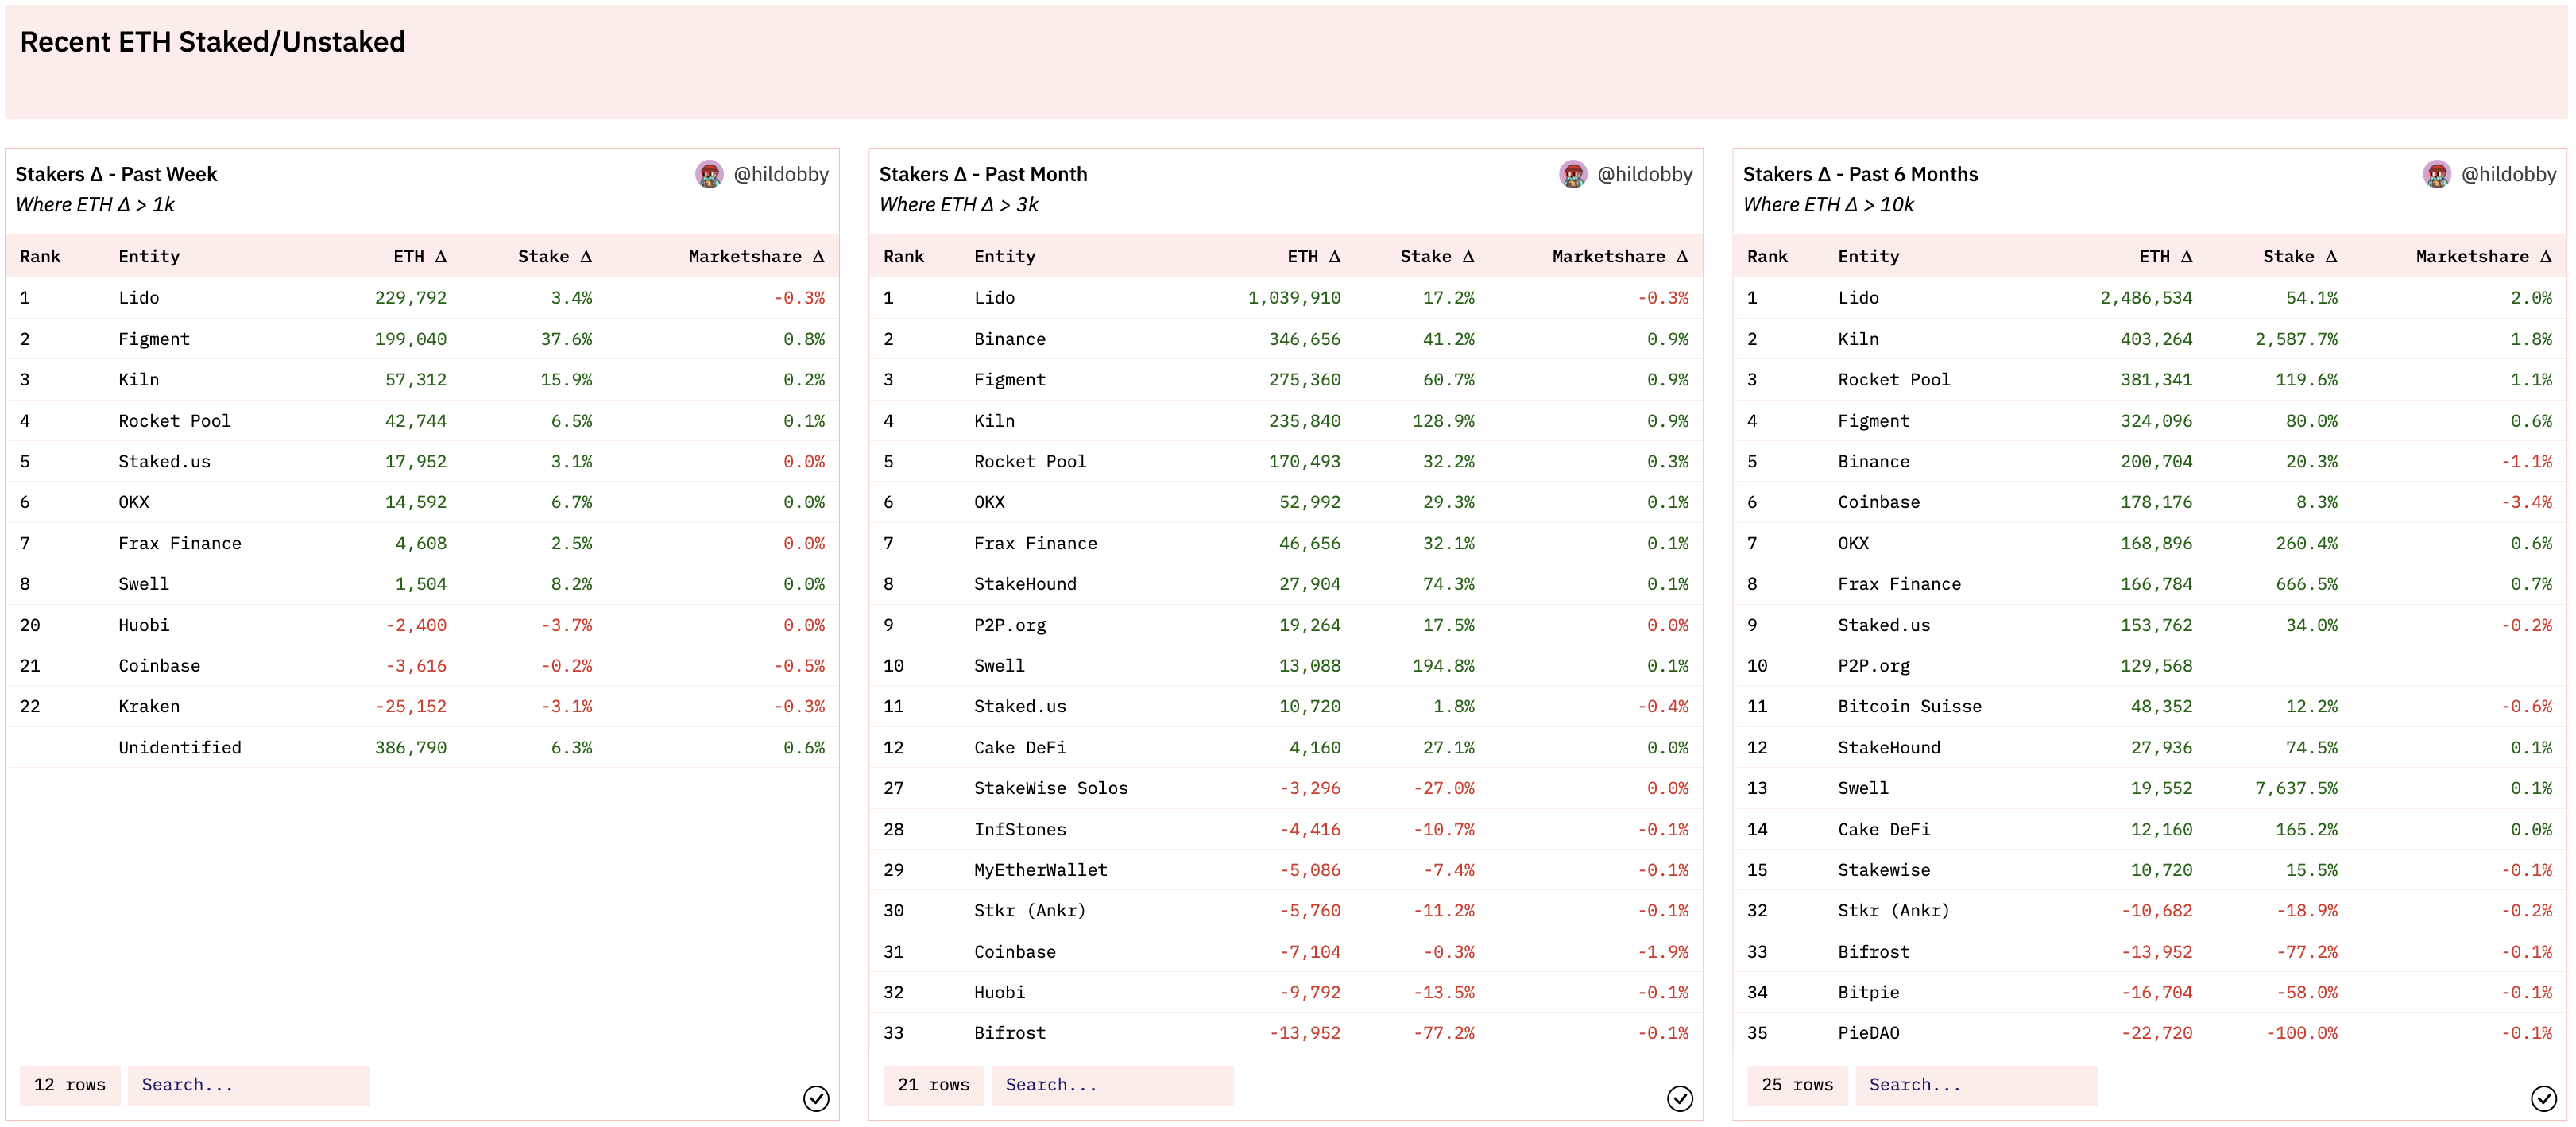 Recent ETH Staked/Unstaked
Stakers Δ - Past Week @hildobby
Where ETH Δ > 1k
Rank Entity ETH Δ Stake Δ Marketshare Δ
1 Lido 229,792 3.4% -0.3%
2 Figment 199,040 37.6% 0.8%
3 Kiln 57,312 15.9% 0.2%
4 Rocket Pool 42,744 6.5% 0.1%
5 Staked.us 17,952 3.1% 0.0%
6 OKX 14,592 6.7% 0.0%
7 Frax Finance 4,608 2.5% 0.0%
8 Swell 1,504 8.2% 0.0%
20 Huobi -2,400 -3.7% 0.0%
21 Coinbase -3,616 -0.2% -0.5%
22 Kraken -25,152 -3.1% -0.3%
Unidentified 386,790 6.3% 0.6%
12 rows Search...
Stakers Δ - Past Month @hildobby
Where ETH Δ > 3k
Rank Entity ETH Δ Stake Δ Marketshare Δ
1 Lido 1,039,910 17.2% -0.3%
2 Binance 346,656 41.2% 0.9%
3 Figment 275,360 60.7% 0.9%
4 Kiln 235,840 128.9% 0.9%
5 Rocket Pool 170,493 32.2% 0.3%
6 OKX 52,992 29.3% 0.1%
7 Frax Finance 46,656 32.1% 0.1%
8 StakeHound 27,904 74.3% 0.1%
9 P2P.org 19,264 17.5% 0.0%
10 Swell 13,088 194.8% 0.1%
11 Staked.us 10,720 1.8% -0.4%
12 Cake DeFi 4,160 27.1% 0.0%
27 StakeWise Solos -3,296 -27.0% 0.0%
28 InfStones -4,416 -10.7% -0.1%
29 MyEtherWallet -5,086 -7.4% -0.1%
30 Stkr (Ankr) -5,760 -11.2% -0.1%
31 Coinbase -7,104 -0.3% -1.9%
32 Huobi -9,792 -13.5% -0.1%
33 Bifrost -13,952 -77.2% -0.1%
21 rows Search...
Stakers Δ - Past 6 Months @hildobby
Where ETH Δ > 10k
Rank Entity ETH Δ Stake Δ Marketshare Δ
1 Lido 2,486,534 54.1% 2.0%
2 Kiln 403,264 2,587.7% 1.8%
3 Rocket Pool 381,341 119.6% 1.1%
4 Figment 324,096 80.0% 0.6%
5 Binance 200,704 20.3% -1.1%
6 Coinbase 178,176 8.3% -3.4%
7 OKX 168,896 260.4% 0.6%
8 Frax Finance 166,784 666.5% 0.7%
9 Staked.us 153,762 34.0% -0.2%
10 P2P.org 129,568
11 Bitcoin Suisse 48,352 12.2% -0.6%
12 StakeHound 27,936 74.5% 0.1%
13 Swell 19,552 7,637.5% 0.1%
14 Cake DeFi 12,160 165.2% 0.0%
15 Stakewise 10,720 15.5% -0.1%
32 Stkr (Ankr) -10,682 -18.9% -0.2%
33 Bifrost -13,952 -77.2% -0.1%
34 Bitpie -16,704 -58.0% -0.1%
35 PieDAO -22,720 -100.0% -0.1%
25 rows Search...